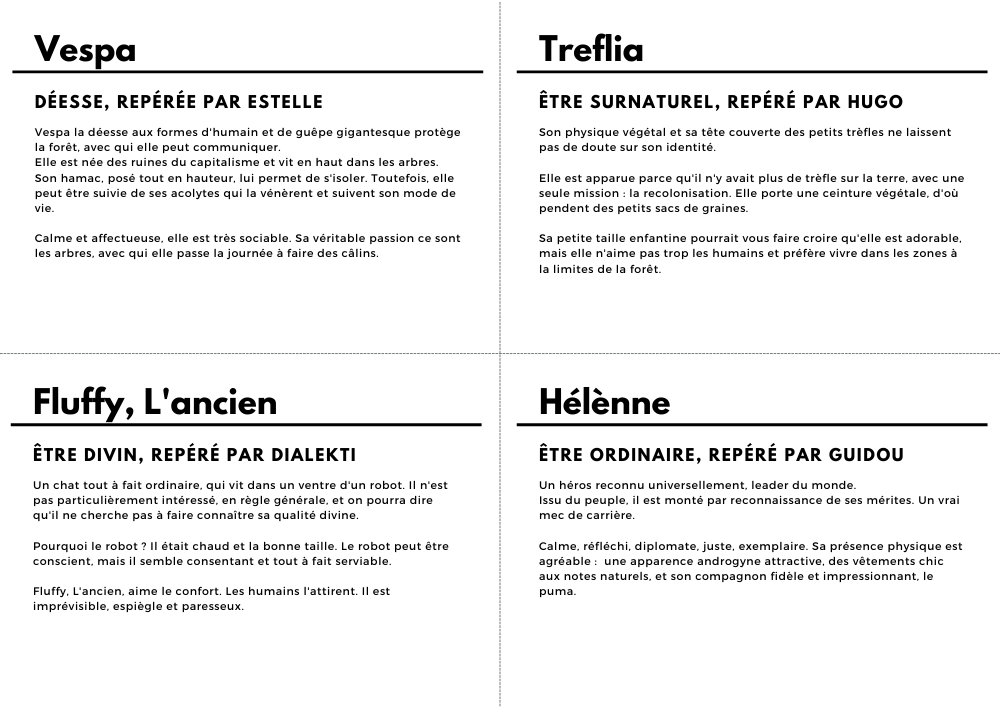 Vespa
DÉESSE, REPÉRÉE PAR ESTELLE
Vespa la déesse aux formes d'humain et de guêpe gigantesque protège
la forêt, avec qui elle peut communiquer.
Elle est née des ruines du capitalisme et vit en haut dans les arbres.
Son hamac, posé tout en hauteur, lui permet de s'isoler. Toutefois, elle
peut être suivie de ses acolytes qui la vénèrent et suivent son mode de
vie.
Calme et affectueuse, elle est très sociable. Sa véritable passion ce sont
les arbres, avec qui elle passe la journée à faire des câlins.
Treflia
ÊTRE SURNATUREL, REPÉRÉ PAR HUGO
Son physique végétal et sa tête couverte des petits trèfles ne laissent
pas de doute sur son identité.
Elle est apparue parce qu'il n'y avait plus de trèfle sur la terre, avec une
seule mission : la recolonisation. Elle porte une ceinture végétale, d'où
pendent des petits sacs de graines.
Sa petite taille enfantine pourrait vous faire croire qu'elle est adorable,
mais elle n'aime pas trop les humains et préfère vivre dans les zones à
la limites de la forêt.
Fluffy, L'ancien
ÊTRE DIVIN, REPÉRÉ PAR DIALEKTI
Un chat tout à fait ordinaire, qui vit dans un ventre d'un robot. Il n'est
pas particulièrement intéressé, en règle générale, et on pourra dire
qu'il ne cherche pas à faire connaître sa qualité divine.
Pourquoi le robot ? Il était chaud et la bonne taille. Le robot peut être
conscient, mais il semble consentant et tout à fait serviable.
Fluffy, L'ancien, aime le confort. Les humains l'attirent. Il est
imprévisible, espiègle et paresseux.
Hélènne
ÊTRE ORDINAIRE, REPÉRÉ PAR GUIDOU
Un héros reconnu universellement, leader du monde.
Issu du peuple, il est monté par reconnaissance de ses mérites. Un vrai
mec de carrière.
Calme, réfléchi, diplomate, juste, exemplaire. Sa présence physique est
agréable :  une apparence androgyne attractive, des vêtements chic
aux notes naturels, et son compagnon fidèle et impressionnant, le
puma.